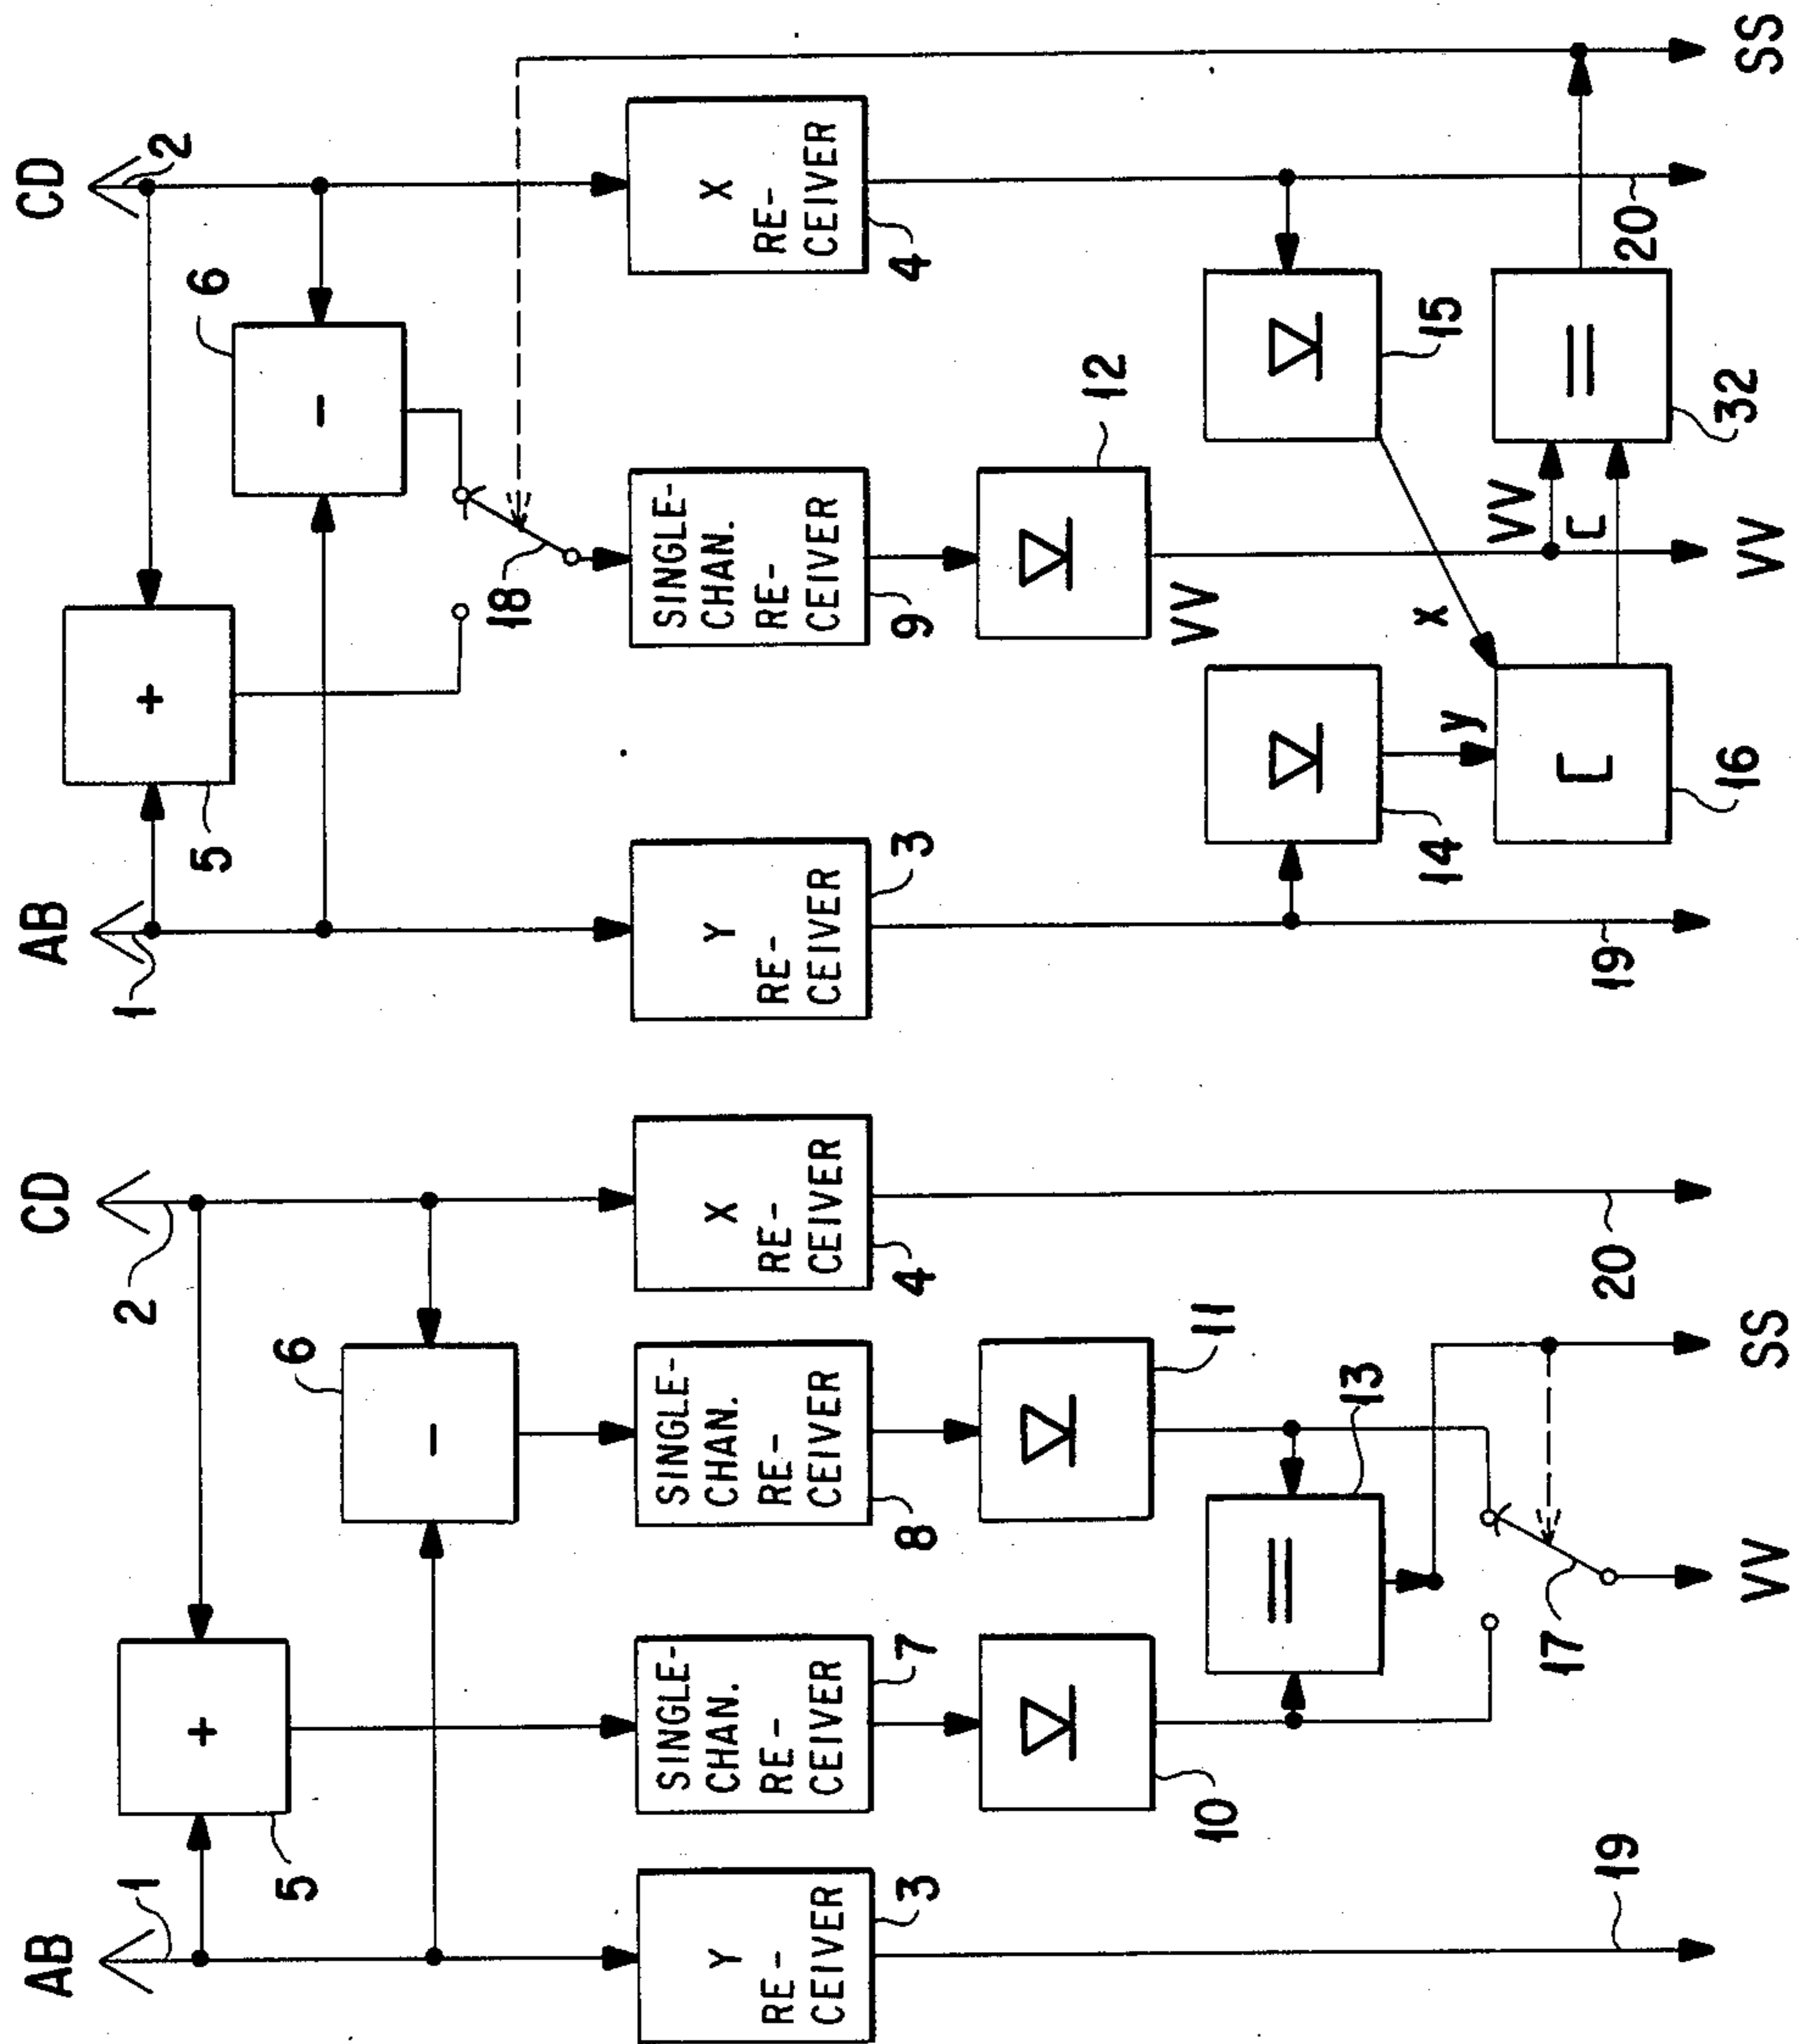 AB
CD
1
2
+
5
-
6
Y
RE-
CEIVER
3
SINGLE-
CHAN.
RE-
CEIVER
7
SINGLE-
CHAN.
RE-
CEIVER
8
X
RE-
CEIVER
4
10
11
=
13
17
19
VV
SS
20
AB
CD
1
2
+
5
-
6
18
Y
RE-
CEIVER
3
SINGLE-
CHAN.
RE-
CEIVER
9
X
RE-
CEIVER
4
12
VV
14
15
y
x
C
16
VV
C
=
32
19
VV
20
SS